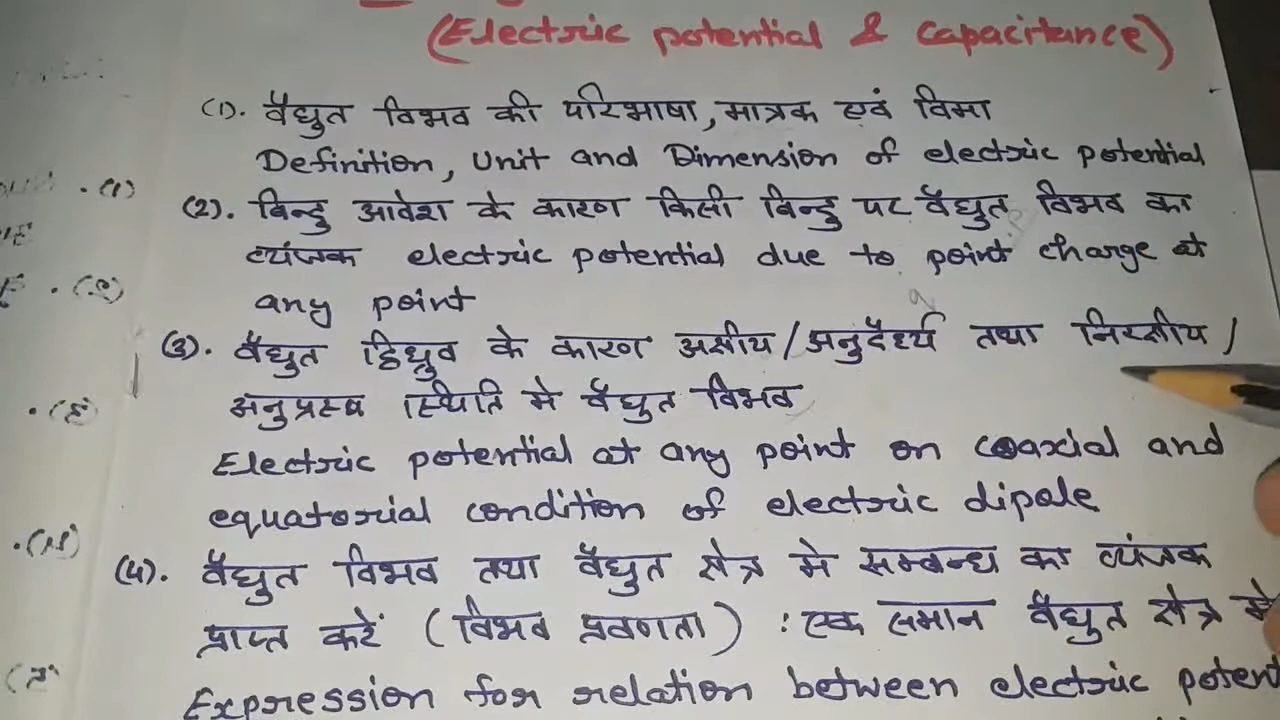 (Electric potential & Capacitance)
(1). वैद्युत विभव की परिभाषा, मात्रक एवं विमा
Definition, Unit and Dimension of electric potential
(2). बिन्दु आवेश के कारण किसी बिन्दु पर वैद्युत विभव का
व्यंजक electric potential due to point charge at
any point
(3). वैद्युत द्विध्रुव के कारण अक्षीय/अनुदैर्ध्य तथा निरक्षीय/
अनुप्रस्थ स्थिति मे वैद्युत विभव
Electric potential at any point on coaxial and
equatorial condition of electric dipole
(4). वैद्युत विभव तथा वैद्युत क्षेत्र मे सम्बन्ध का व्यंजक
प्राप्त करें (विभव प्रवणता) : एक समान वैद्युत क्षेत्र मे
Expression for relation between electric poten